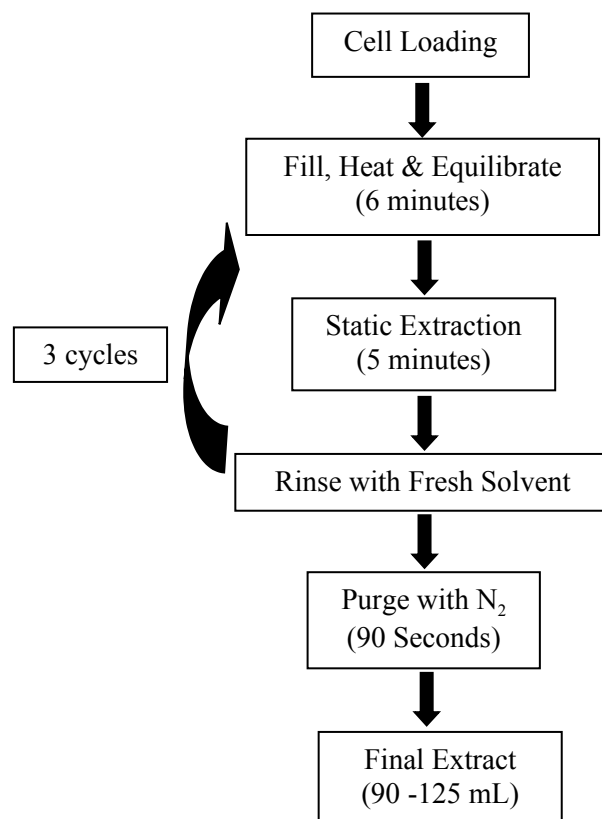 Cell Loading
Fill, Heat & Equilibrate
(6 minutes)
Static Extraction
(5 minutes)
3 cycles
Rinse with Fresh Solvent
Purge with N₂
(90 Seconds)
Final Extract
(90 -125 mL)